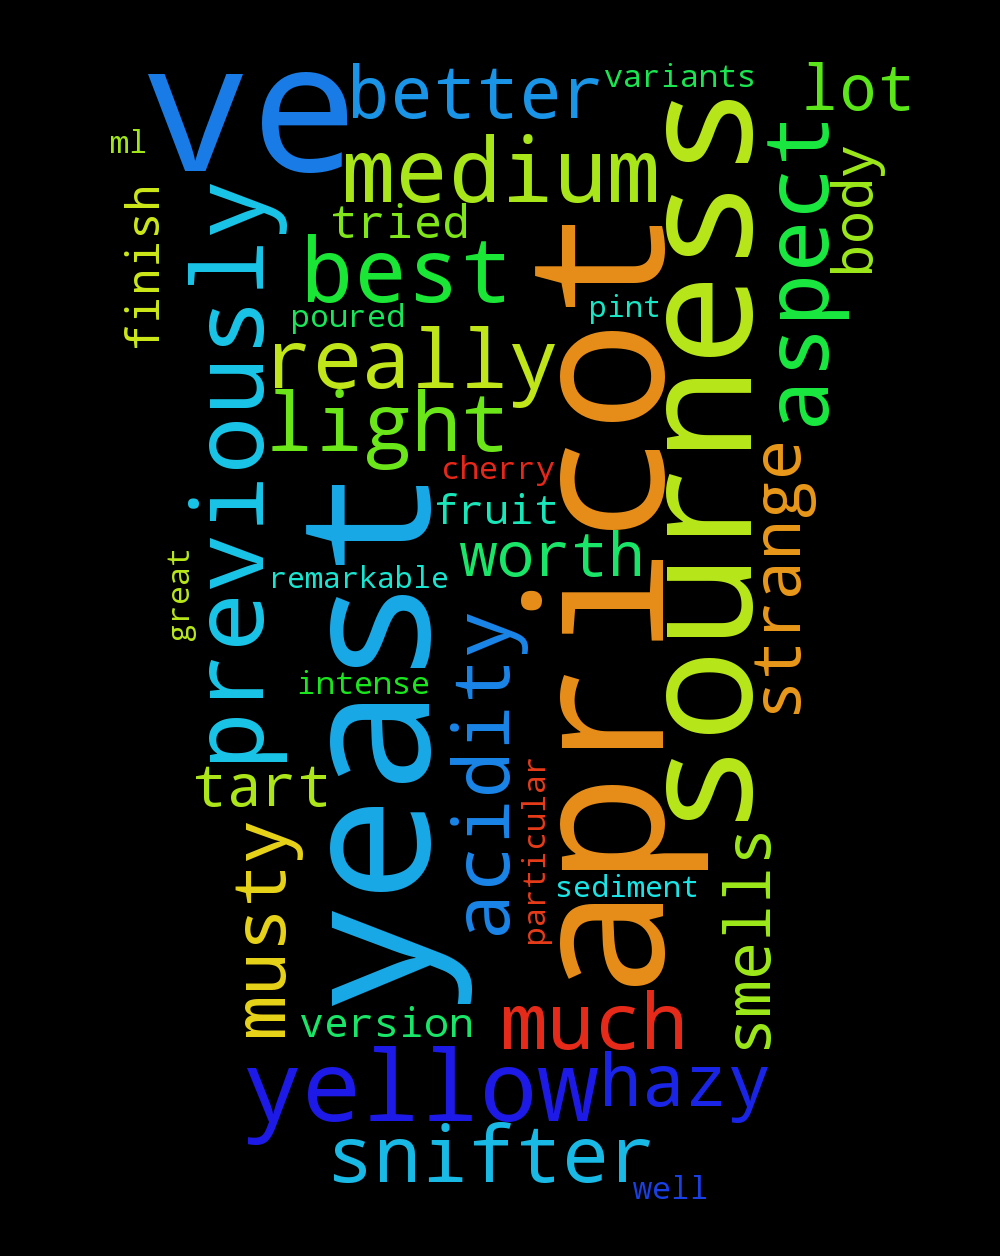 ve
better
variants
lot
ml
medium
finish
previously
tried
best
poured
really
light
apricot
sourness
pint
aspect
body
cherry
fruit
worth
strange
great
remarkable
yeast
intense
acidity
tart
particular
sediment
musty
smells
version
much
yellow
hazy
snifter
well